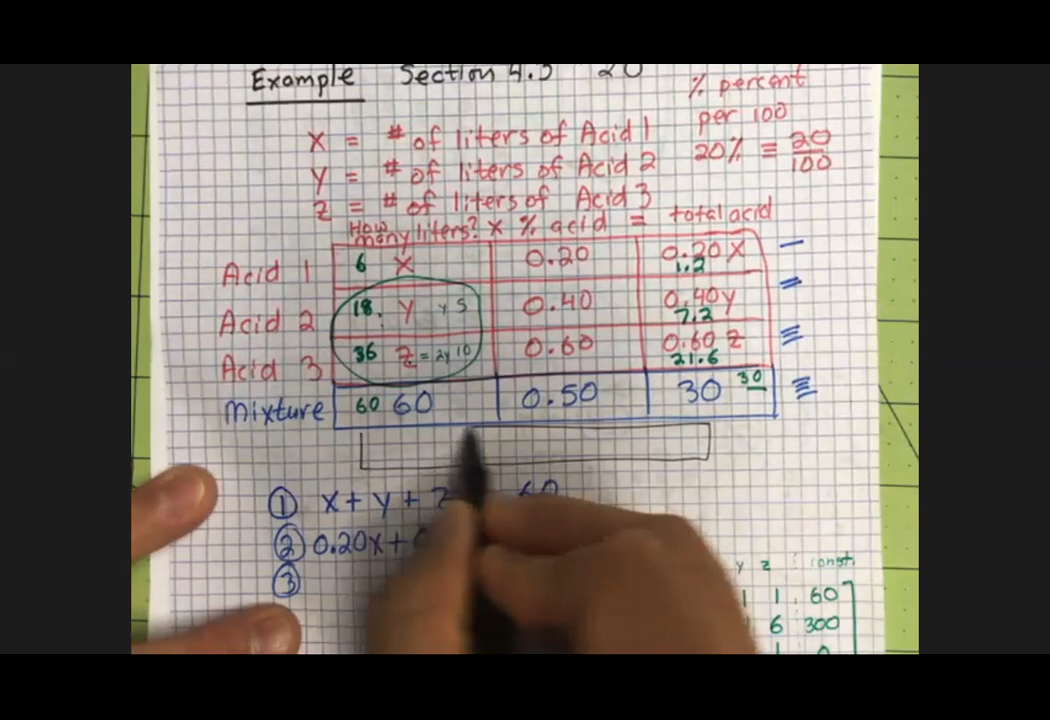 Example Section 4.3 20
% percent
per 100
20% ≡ 20/100
X = # of liters of Acid 1
Y = # of liters of Acid 2
Z = # of liters of Acid 3
How many liters? x % acid = total acid
Acid 1 6 X 0.20 0.20X 1.2
Acid 2 18. Y y 5 0.40 0.40y 7.2
Acid 3 36 Z = 2y 10 0.60 0.60 Z 21.6
Mixture 60 60 0.50 30 30
① X + Y + Z 60
② 0.20X +
③
y z const.
1 1 60
6 300